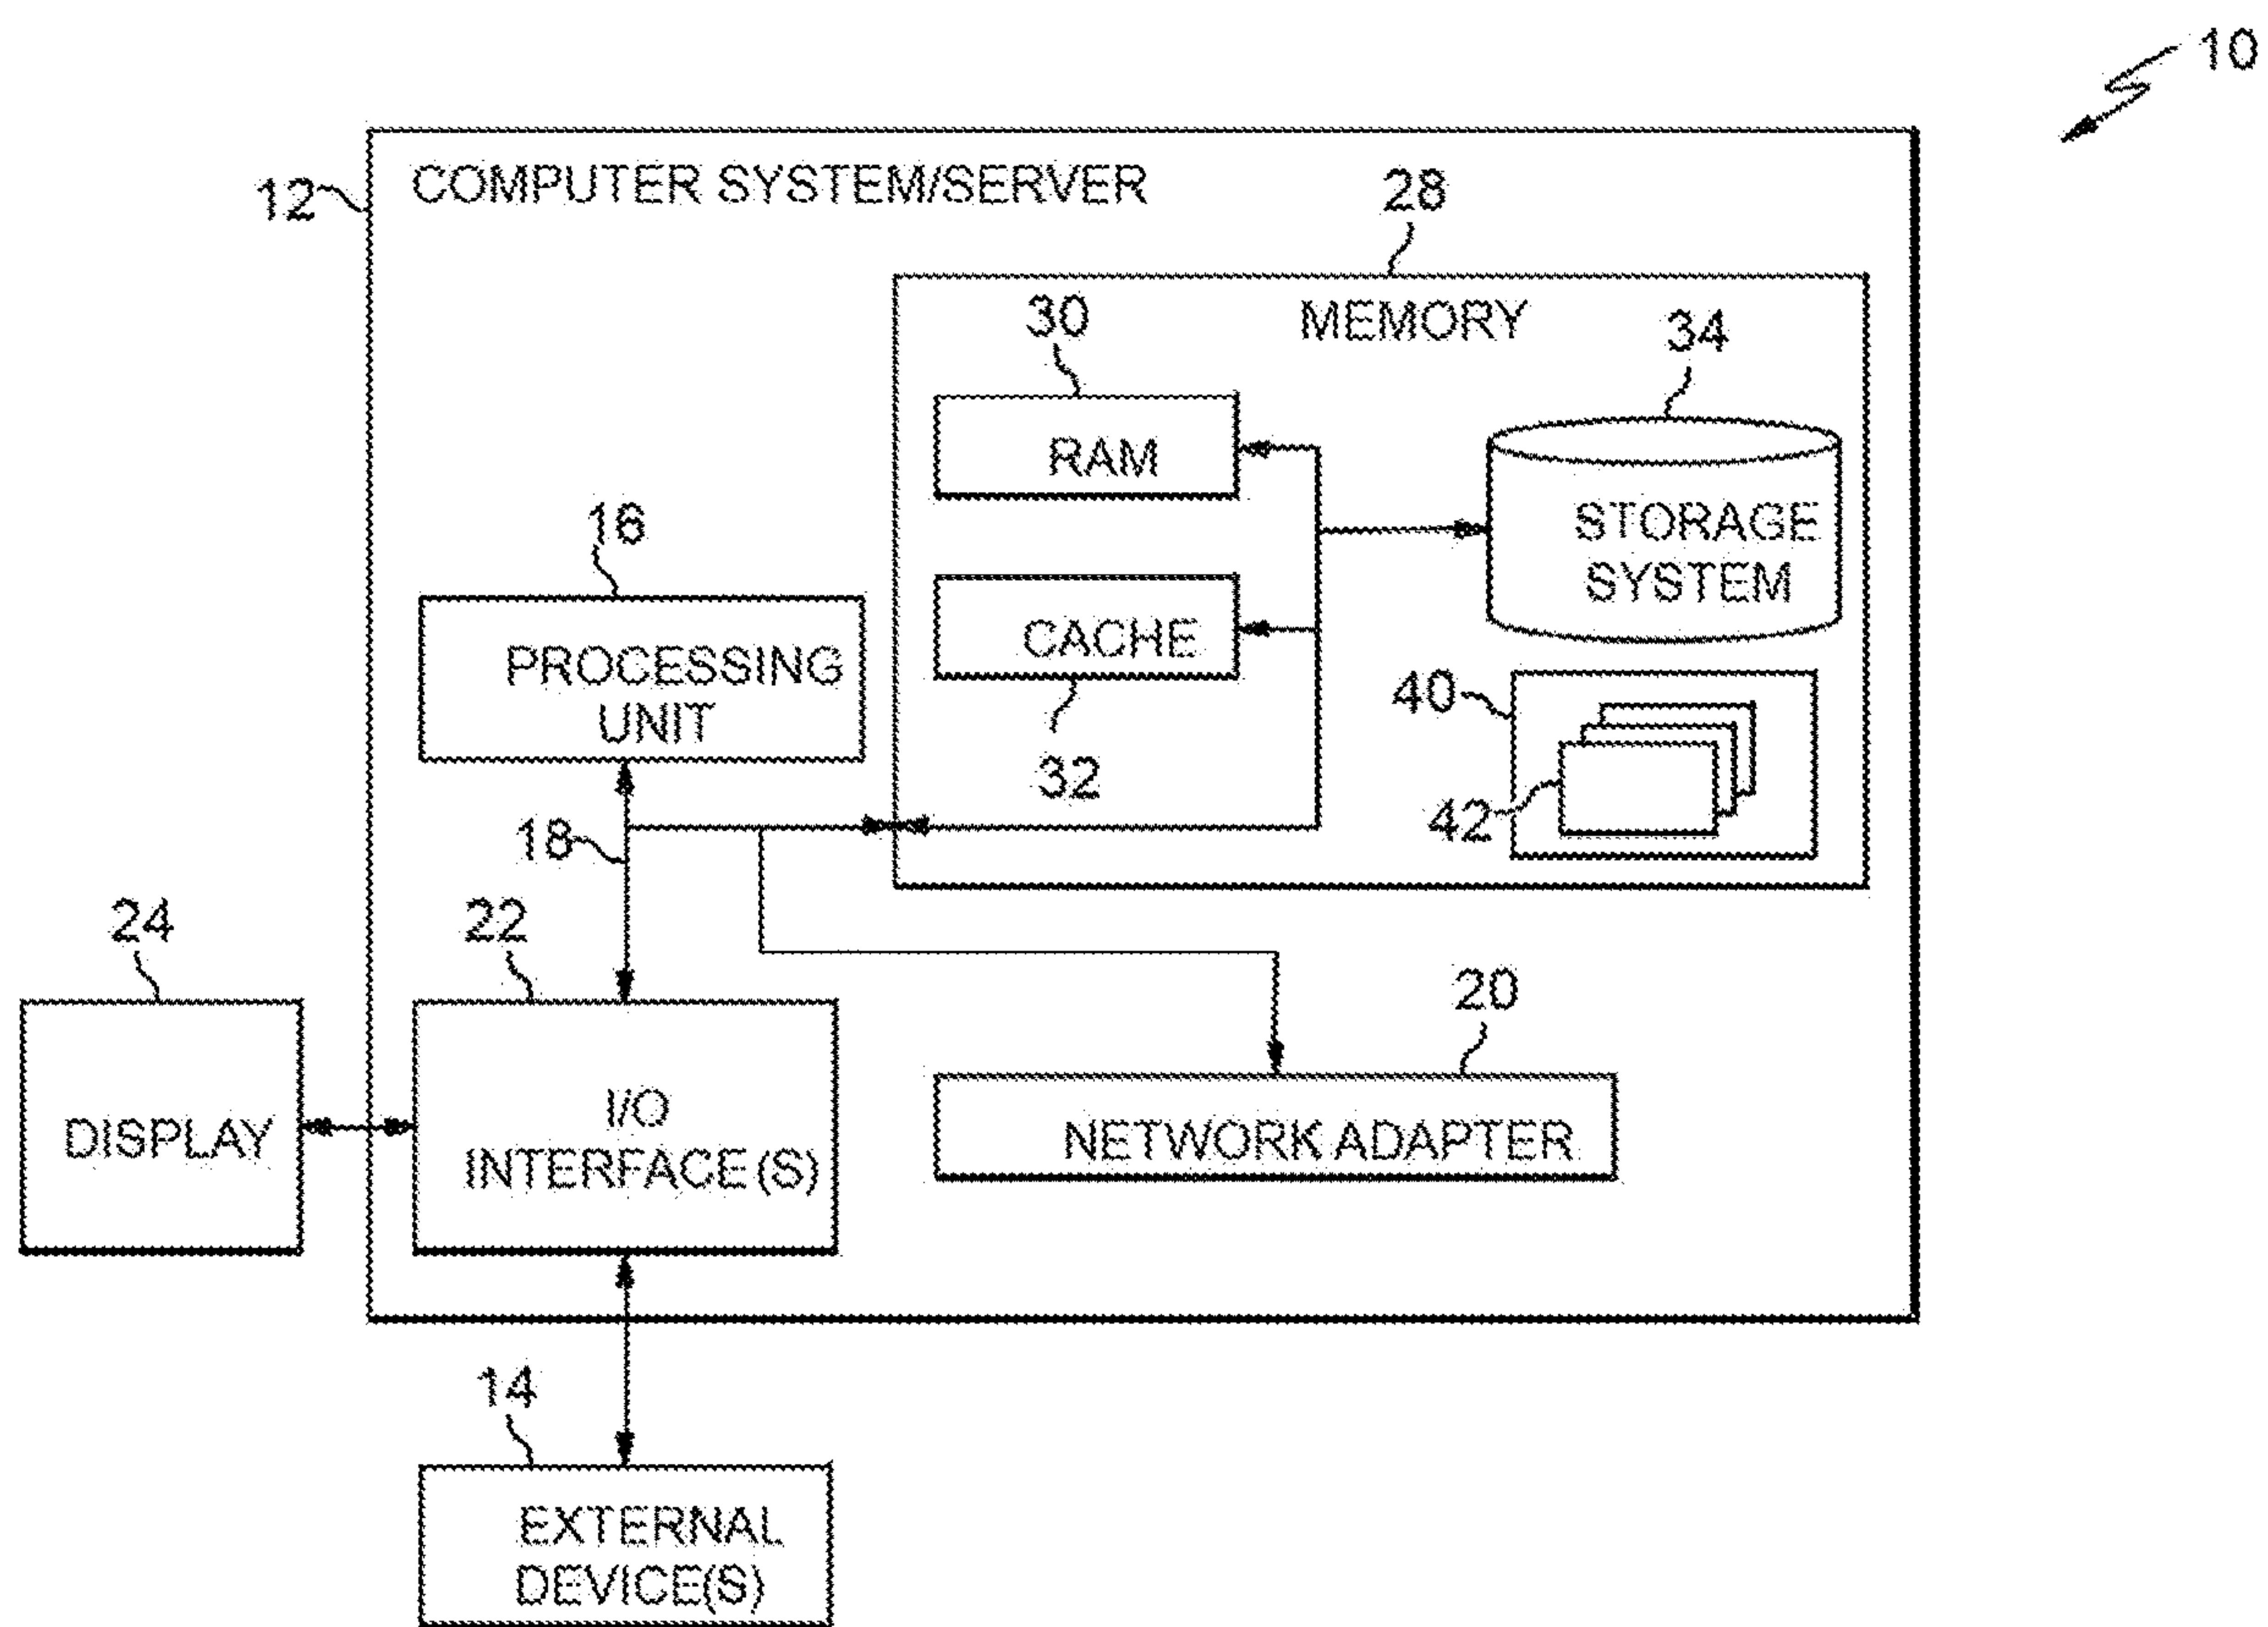 10
12
COMPUTER SYSTEM/SERVER
28
MEMORY
30
34
RAM
STORAGE
SYSTEM
16
PROCESSING
UNIT
CACHE
32
40
42
18
24
22
20
DISPLAY
I/O
INTERFACE(S)
NETWORK ADAPTER
14
EXTERNAL
DEVICE(S)